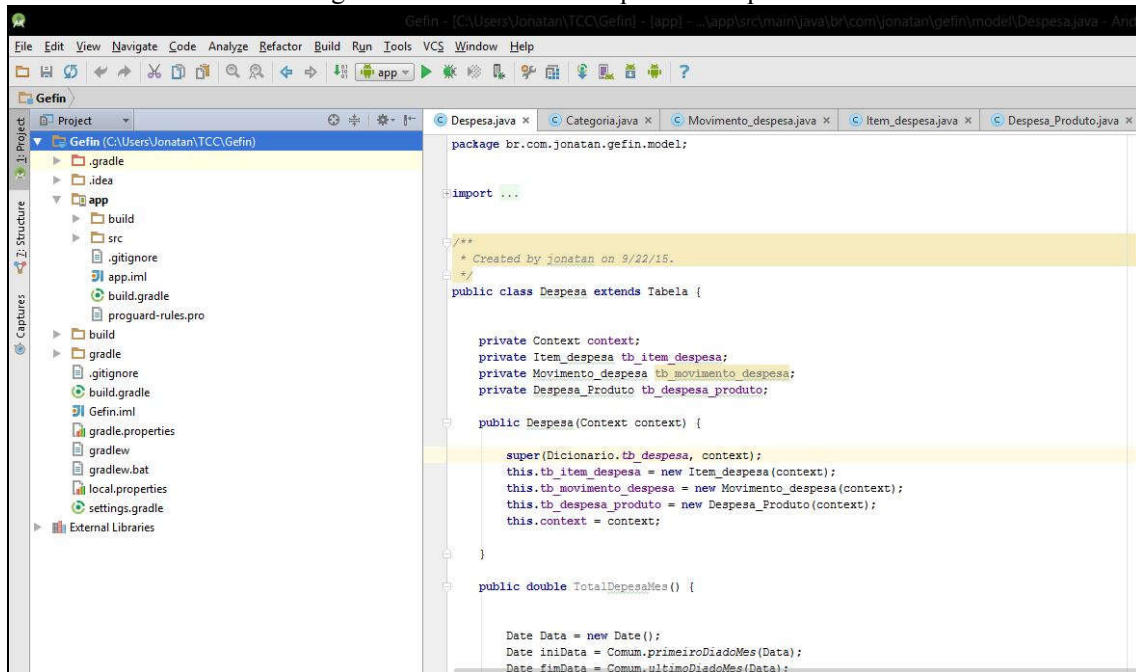 Gefin - [C:\Users\Jonatan\TCC\Gefin] - [app] - ...\app\src\main\java\br\com\jonatan\gefin\model\Despesa.java - And
File Edit View Navigate Code Analyze Refactor Build Run Tools VCS Window Help
app
Gefin
Project
Despesa.java Categoria.java Movimento_despesa.java Item_despesa.java Despesa_Produto.java
1: Project
7: Structure
Captures
Gefin (C:\Users\Jonatan\TCC\Gefin)
.gradle
.idea
app
build
src
.gitignore
app.iml
build.gradle
proguard-rules.pro
build
gradle
.gitignore
build.gradle
Gefin.iml
gradle.properties
gradlew
gradlew.bat
local.properties
settings.gradle
External Libraries
package br.com.jonatan.gefin.model;
import ...
/**
* Created by jonatan on 9/22/15.
*/
public class Despesa extends Tabela {
private Context context;
private Item_despesa tb_item_despesa;
private Movimento_despesa tb_movimento_despesa;
private Despesa_Produto tb_despesa_produto;
public Despesa(Context context) {
super(Dicionario.tb_despesa, context);
this.tb_item_despesa = new Item_despesa(context);
this.tb_movimento_despesa = new Movimento_despesa(context);
this.tb_despesa_produto = new Despesa_Produto(context);
this.context = context;
}
public double TotalDepesaMes() {
Date Data = new Date();
Date iniData = Comum.primeiroDiadoMes(Data);
Date fimData = Comum.ultimoDiadoMes(Data);